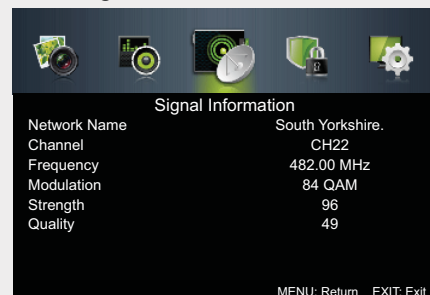 Signal Information
Network Name South Yorkshire.
Channel CH22
Frequency 482.00 MHz
Modulation 84 QAM
Strength 96
Quality 49
MENU: Return EXIT: Exit